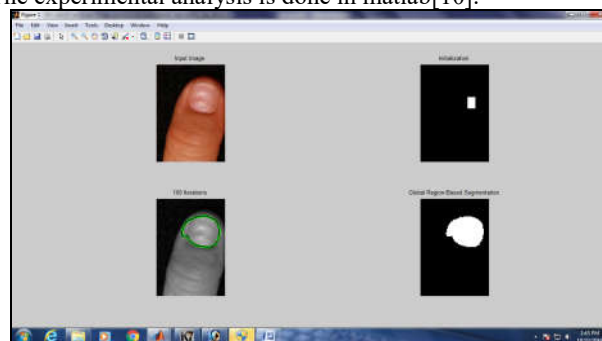 The experimental analysis is done in matlab[10].
Figure 1
File Edit View Insert Tools Desktop Window Help
Input Image
Initialization
100 Iterations
Global Region-Based Segmentation